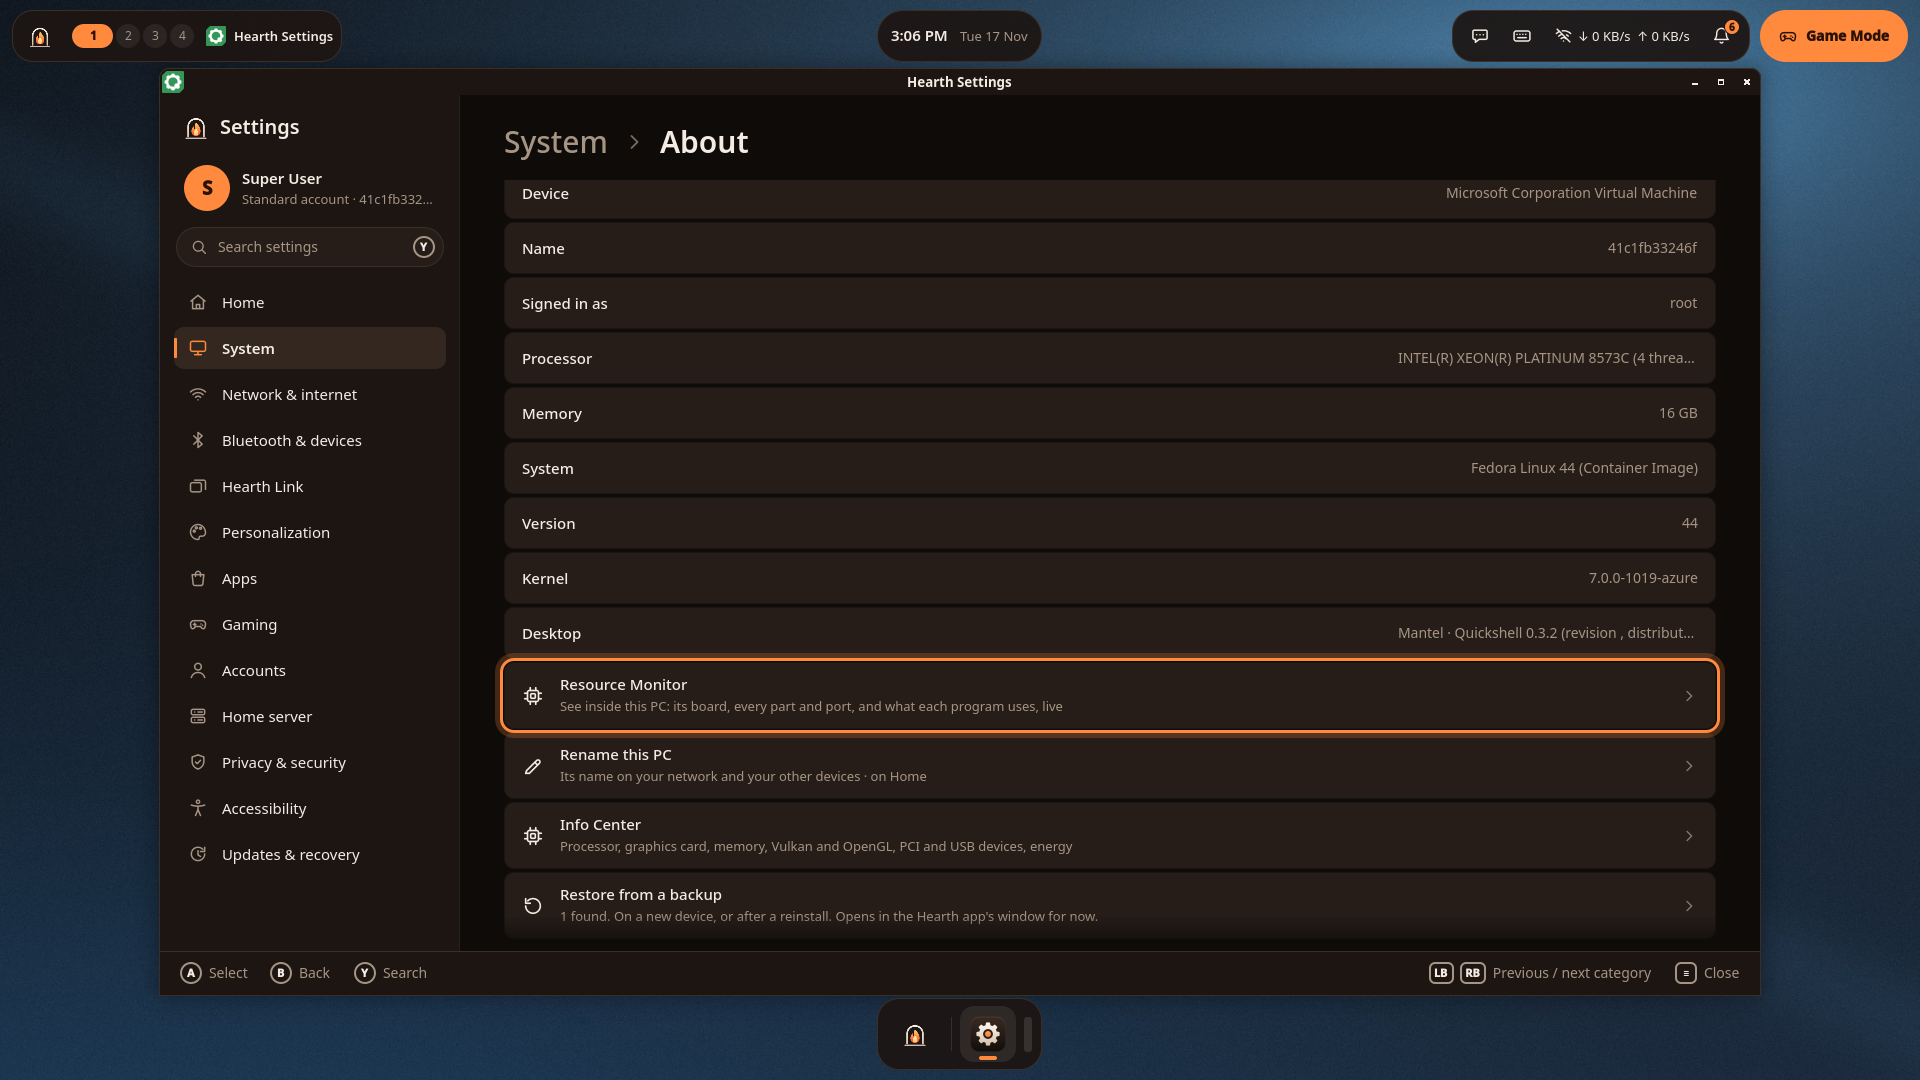 1 2 3 4 Hearth Settings
3:06 PM Tue 17 Nov
↓ 0 KB/s ↑ 0 KB/s
6
Game Mode
Hearth Settings
Settings
S
Super User
Standard account · 41c1fb332...
Search settings Y
Home
System
Network & internet
Bluetooth & devices
Hearth Link
Personalization
Apps
Gaming
Accounts
Home server
Privacy & security
Accessibility
Updates & recovery
System > About
Device Microsoft Corporation Virtual Machine
Name 41c1fb33246f
Signed in as root
Processor INTEL(R) XEON(R) PLATINUM 8573C (4 threa...
Memory 16 GB
System Fedora Linux 44 (Container Image)
Version 44
Kernel 7.0.0-1019-azure
Desktop Mantel · Quickshell 0.3.2 (revision , distribut...
Resource Monitor
See inside this PC: its board, every part and port, and what each program uses, live
Rename this PC
Its name on your network and your other devices · on Home
Info Center
Processor, graphics card, memory, Vulkan and OpenGL, PCI and USB devices, energy
Restore from a backup
1 found. On a new device, or after a reinstall. Opens in the Hearth app's window for now.
A Select B Back Y Search
LB RB Previous / next category ≡ Close